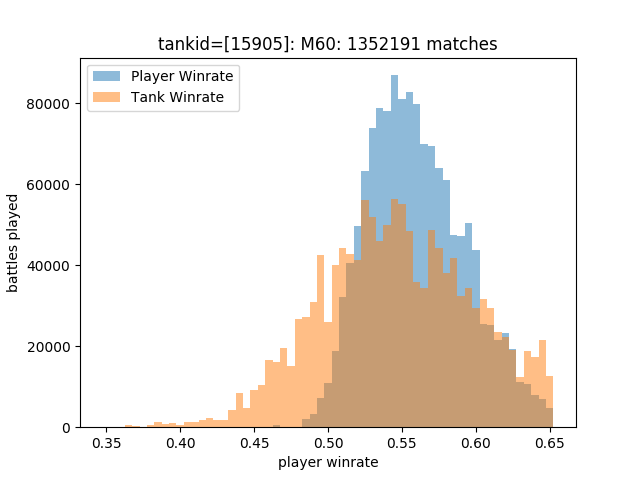 tankid=[15905]: M60: 1352191 matches
Player Winrate
Tank Winrate
battles played
80000
60000
40000
20000
0
0.35 0.40 0.45 0.50 0.55 0.60 0.65
player winrate